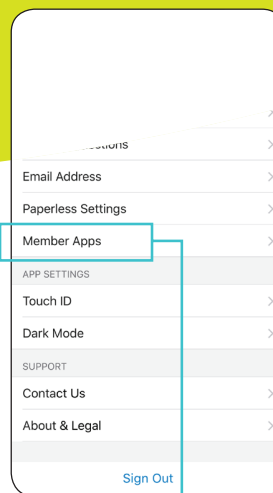 Email Address
Paperless Settings
Member Apps
APP SETTINGS
Touch ID
Dark Mode
SUPPORT
Contact Us
About & Legal
Sign Out